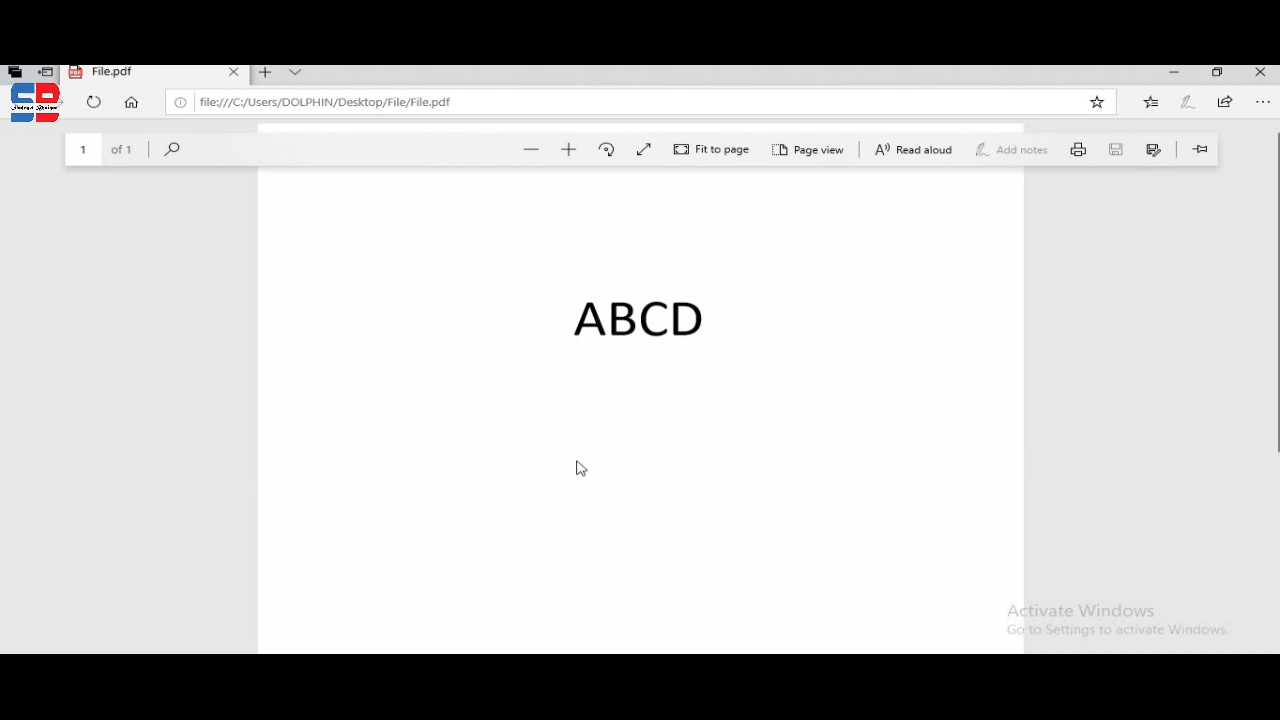 File.pdf
SB
file:///C:/Users/DOLPHIN/Desktop/File/File.pdf
1 of 1 Fit to page Page view Read aloud Add notes
ABCD
Activate Windows
Go to Settings to activate Windows.